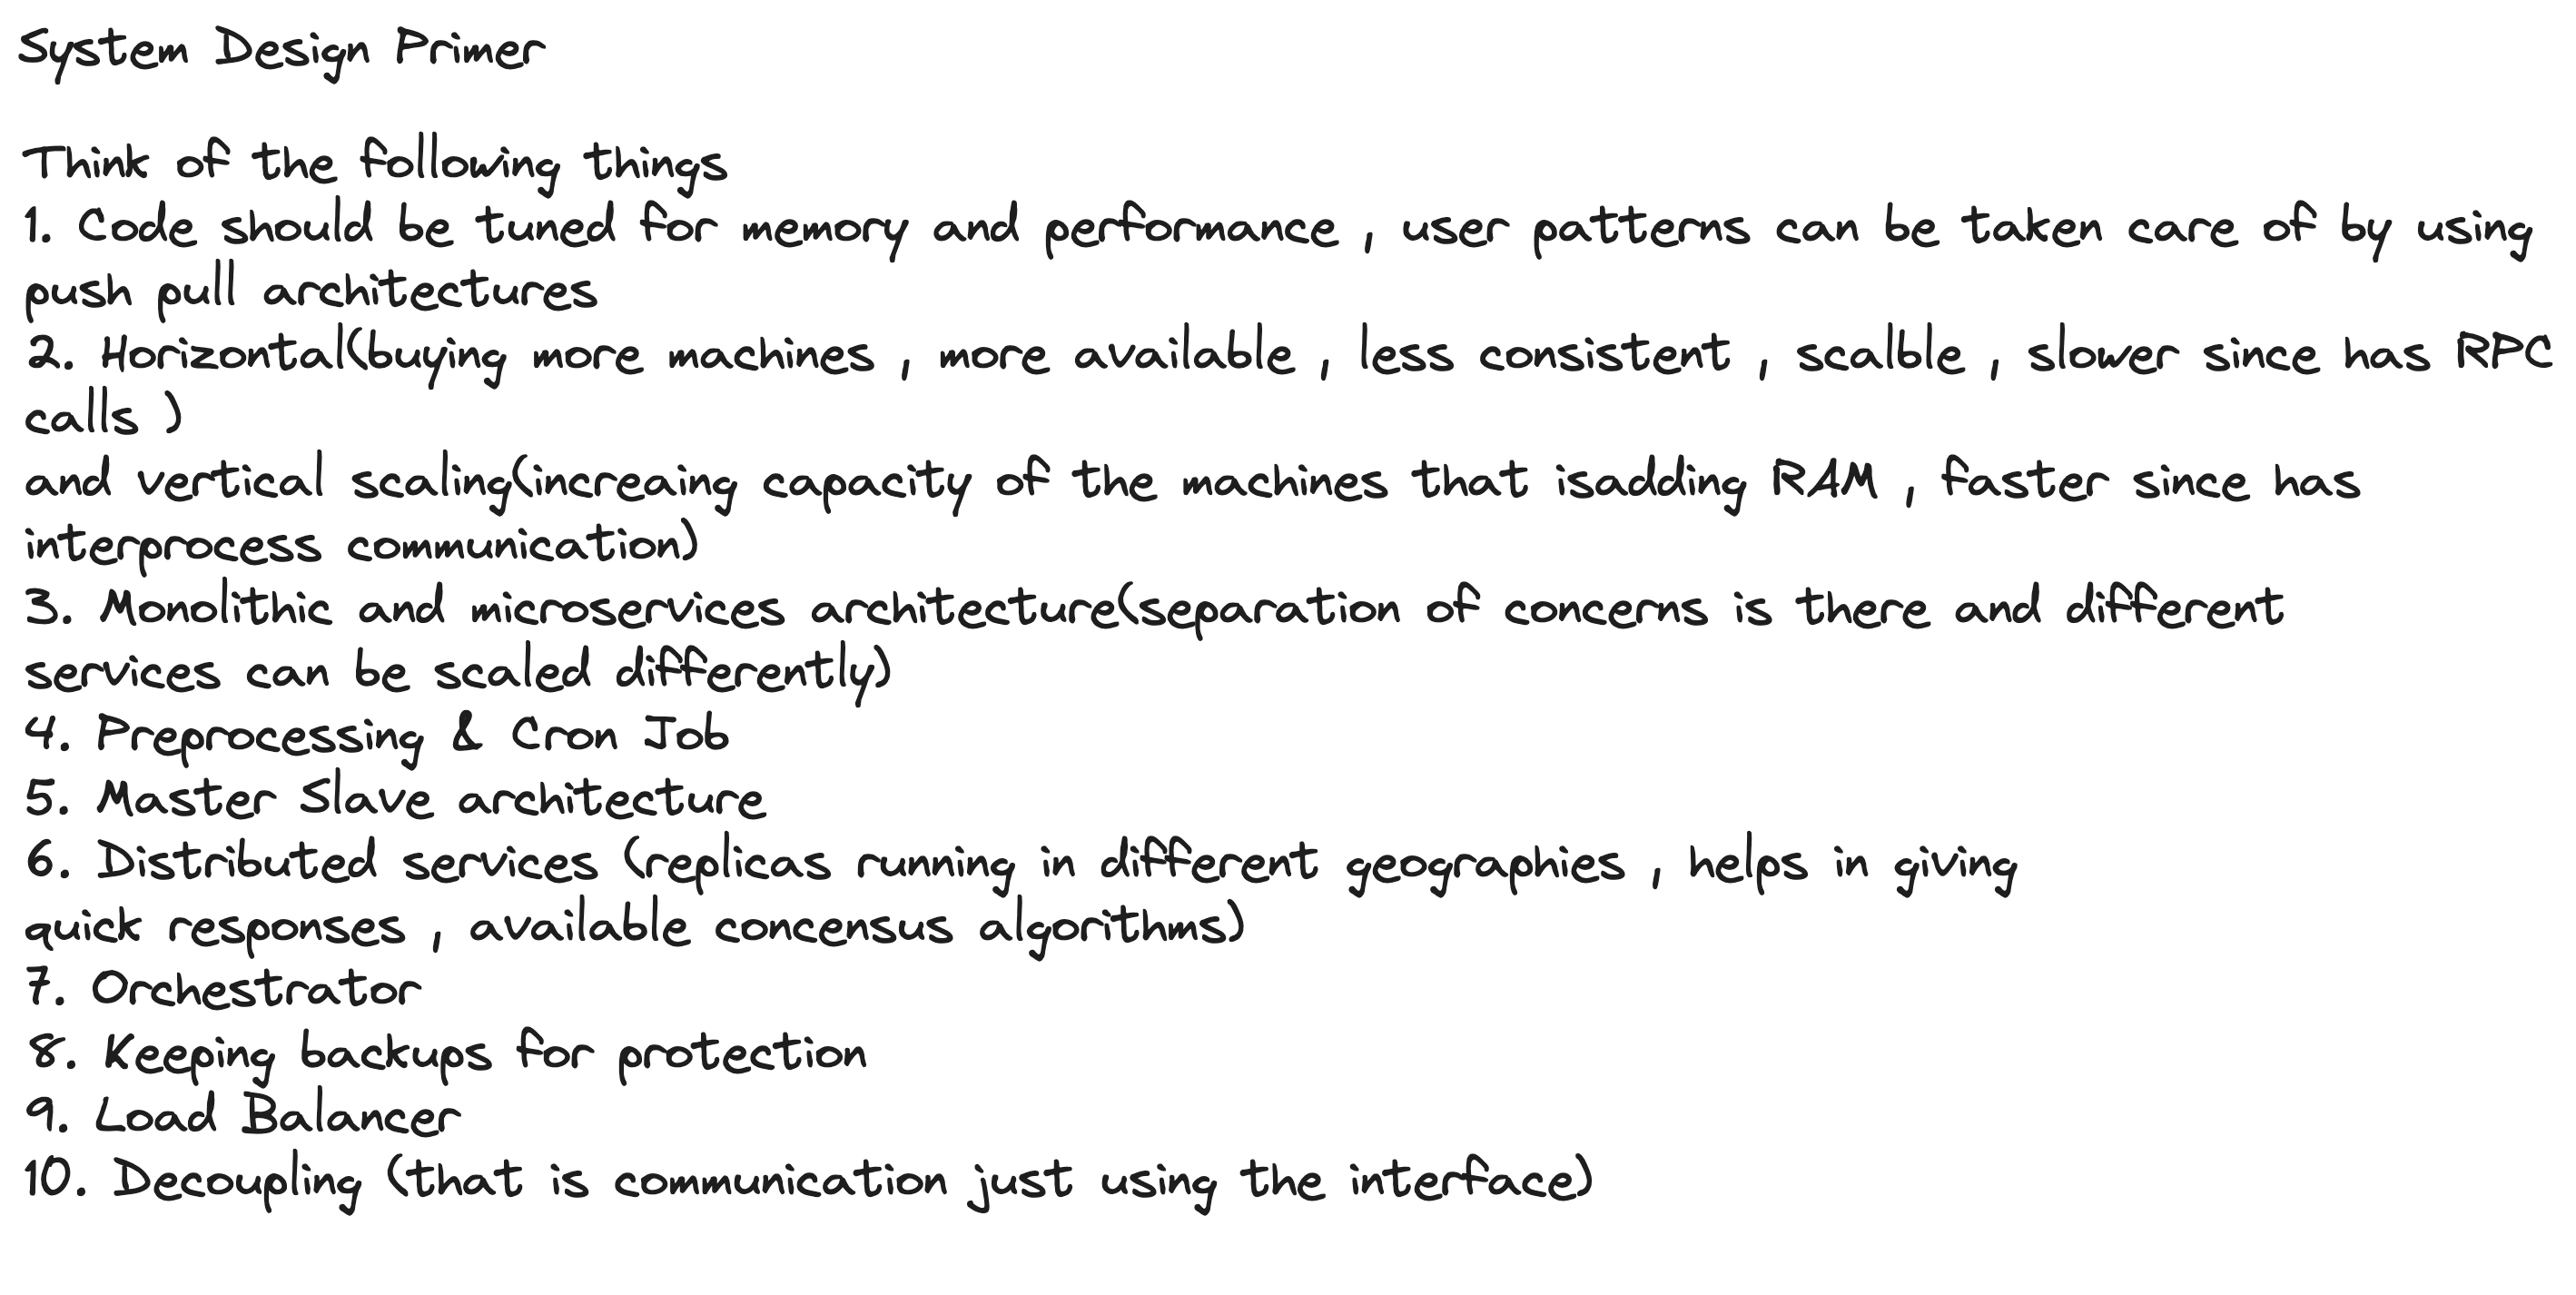 System Design Primer
Think of the following things
1. Code should be tuned for memory and performance , user patterns can be taken care of by using
push pull architectures
2. Horizontal(buying more machines , more available , less consistent , scalble , slower since has RPC
calls )
and vertical scaling(increaing capacity of the machines that isadding RAM , faster since has
interprocess communication)
3. Monolithic and microservices architecture(separation of concerns is there and different
services can be scaled differently)
4. Preprocessing & Cron Job
5. Master Slave architecture
6. Distributed services (replicas running in different geographies , helps in giving
quick responses , available concensus algorithms)
7. Orchestrator
8. Keeping backups for protection
9. Load Balancer
10. Decoupling (that is communication just using the interface)